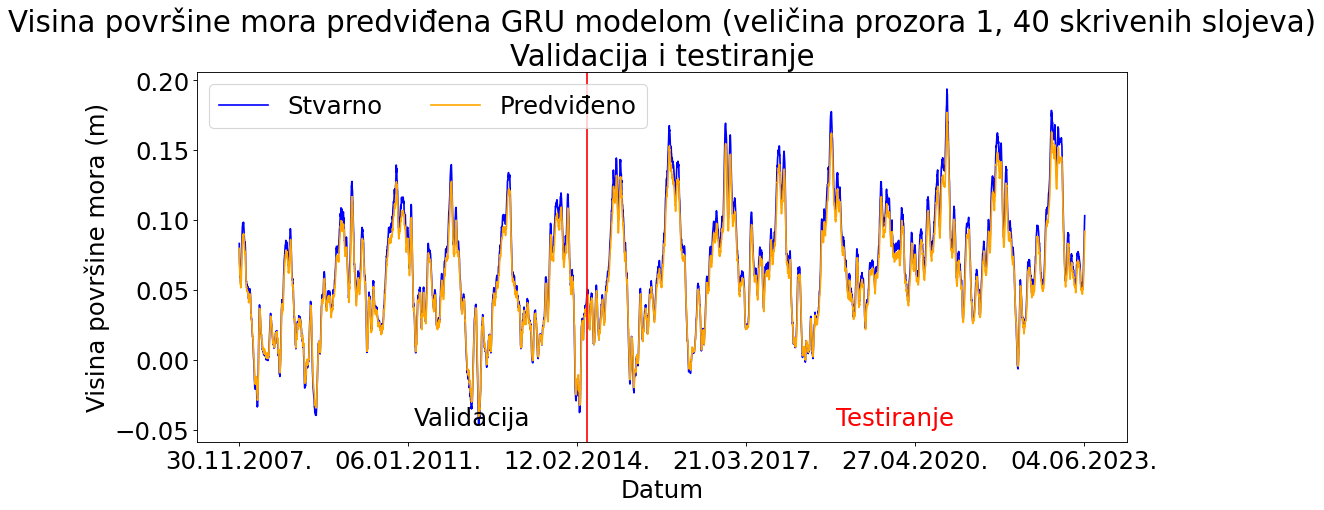 Visina površine mora predviđena GRU modelom (veličina prozora 1, 40 skrivenih slojeva)
Validacija i testiranje
Stvarno Predviđeno
Visina površine mora (m)
0.20
0.15
0.10
0.05
0.00
−0.05
Validacija Testiranje
30.11.2007. 06.01.2011. 12.02.2014. 21.03.2017. 27.04.2020. 04.06.2023.
Datum